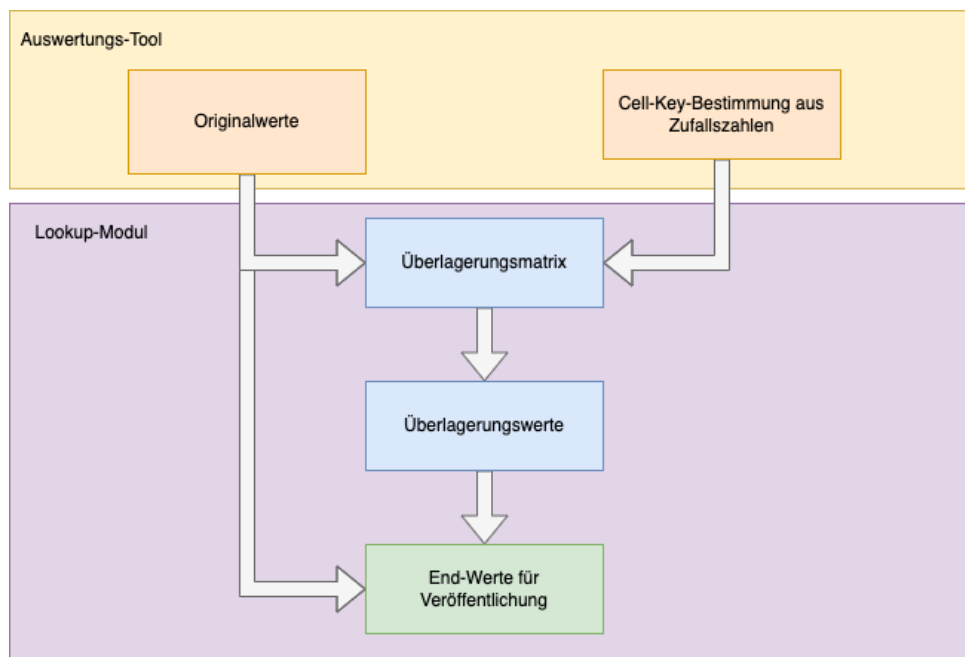 Auswertungs-Tool
Originalwerte
Cell-Key-Bestimmung aus
Zufallszahlen
Lookup-Modul
Überlagerungsmatrix
Überlagerungswerte
End-Werte für
Veröffentlichung